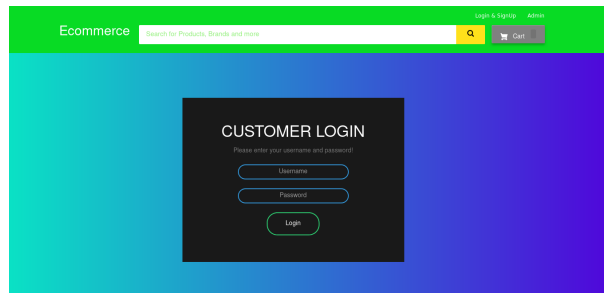 Login & SignUp Admin
Ecommerce
Search for Products, Brands and more
Cart
CUSTOMER LOGIN
Please enter your username and password!
Username
Password
Login